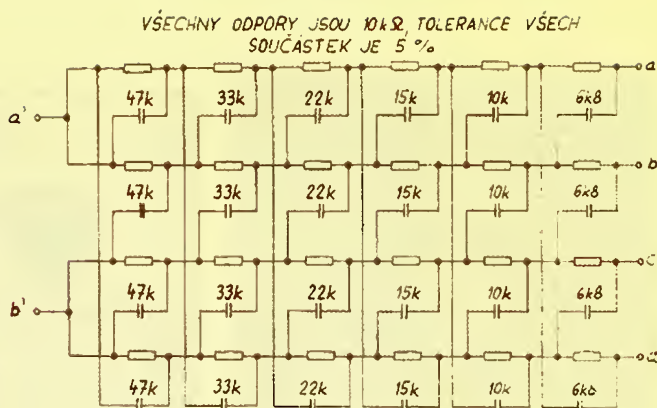 VŠECHNY ODPORY JSOU 10kΩ, TOLERANCE VŠECH
SOUČÁSTEK JE 5 %
a
47k 33k 22k 15k 10k 6k8
a'
b
47k 33k 22k 15k 10k 6k8
c
47k 33k 22k 15k 10k 6k8
b'
d
47k 33k 22k 15k 10k 6k8